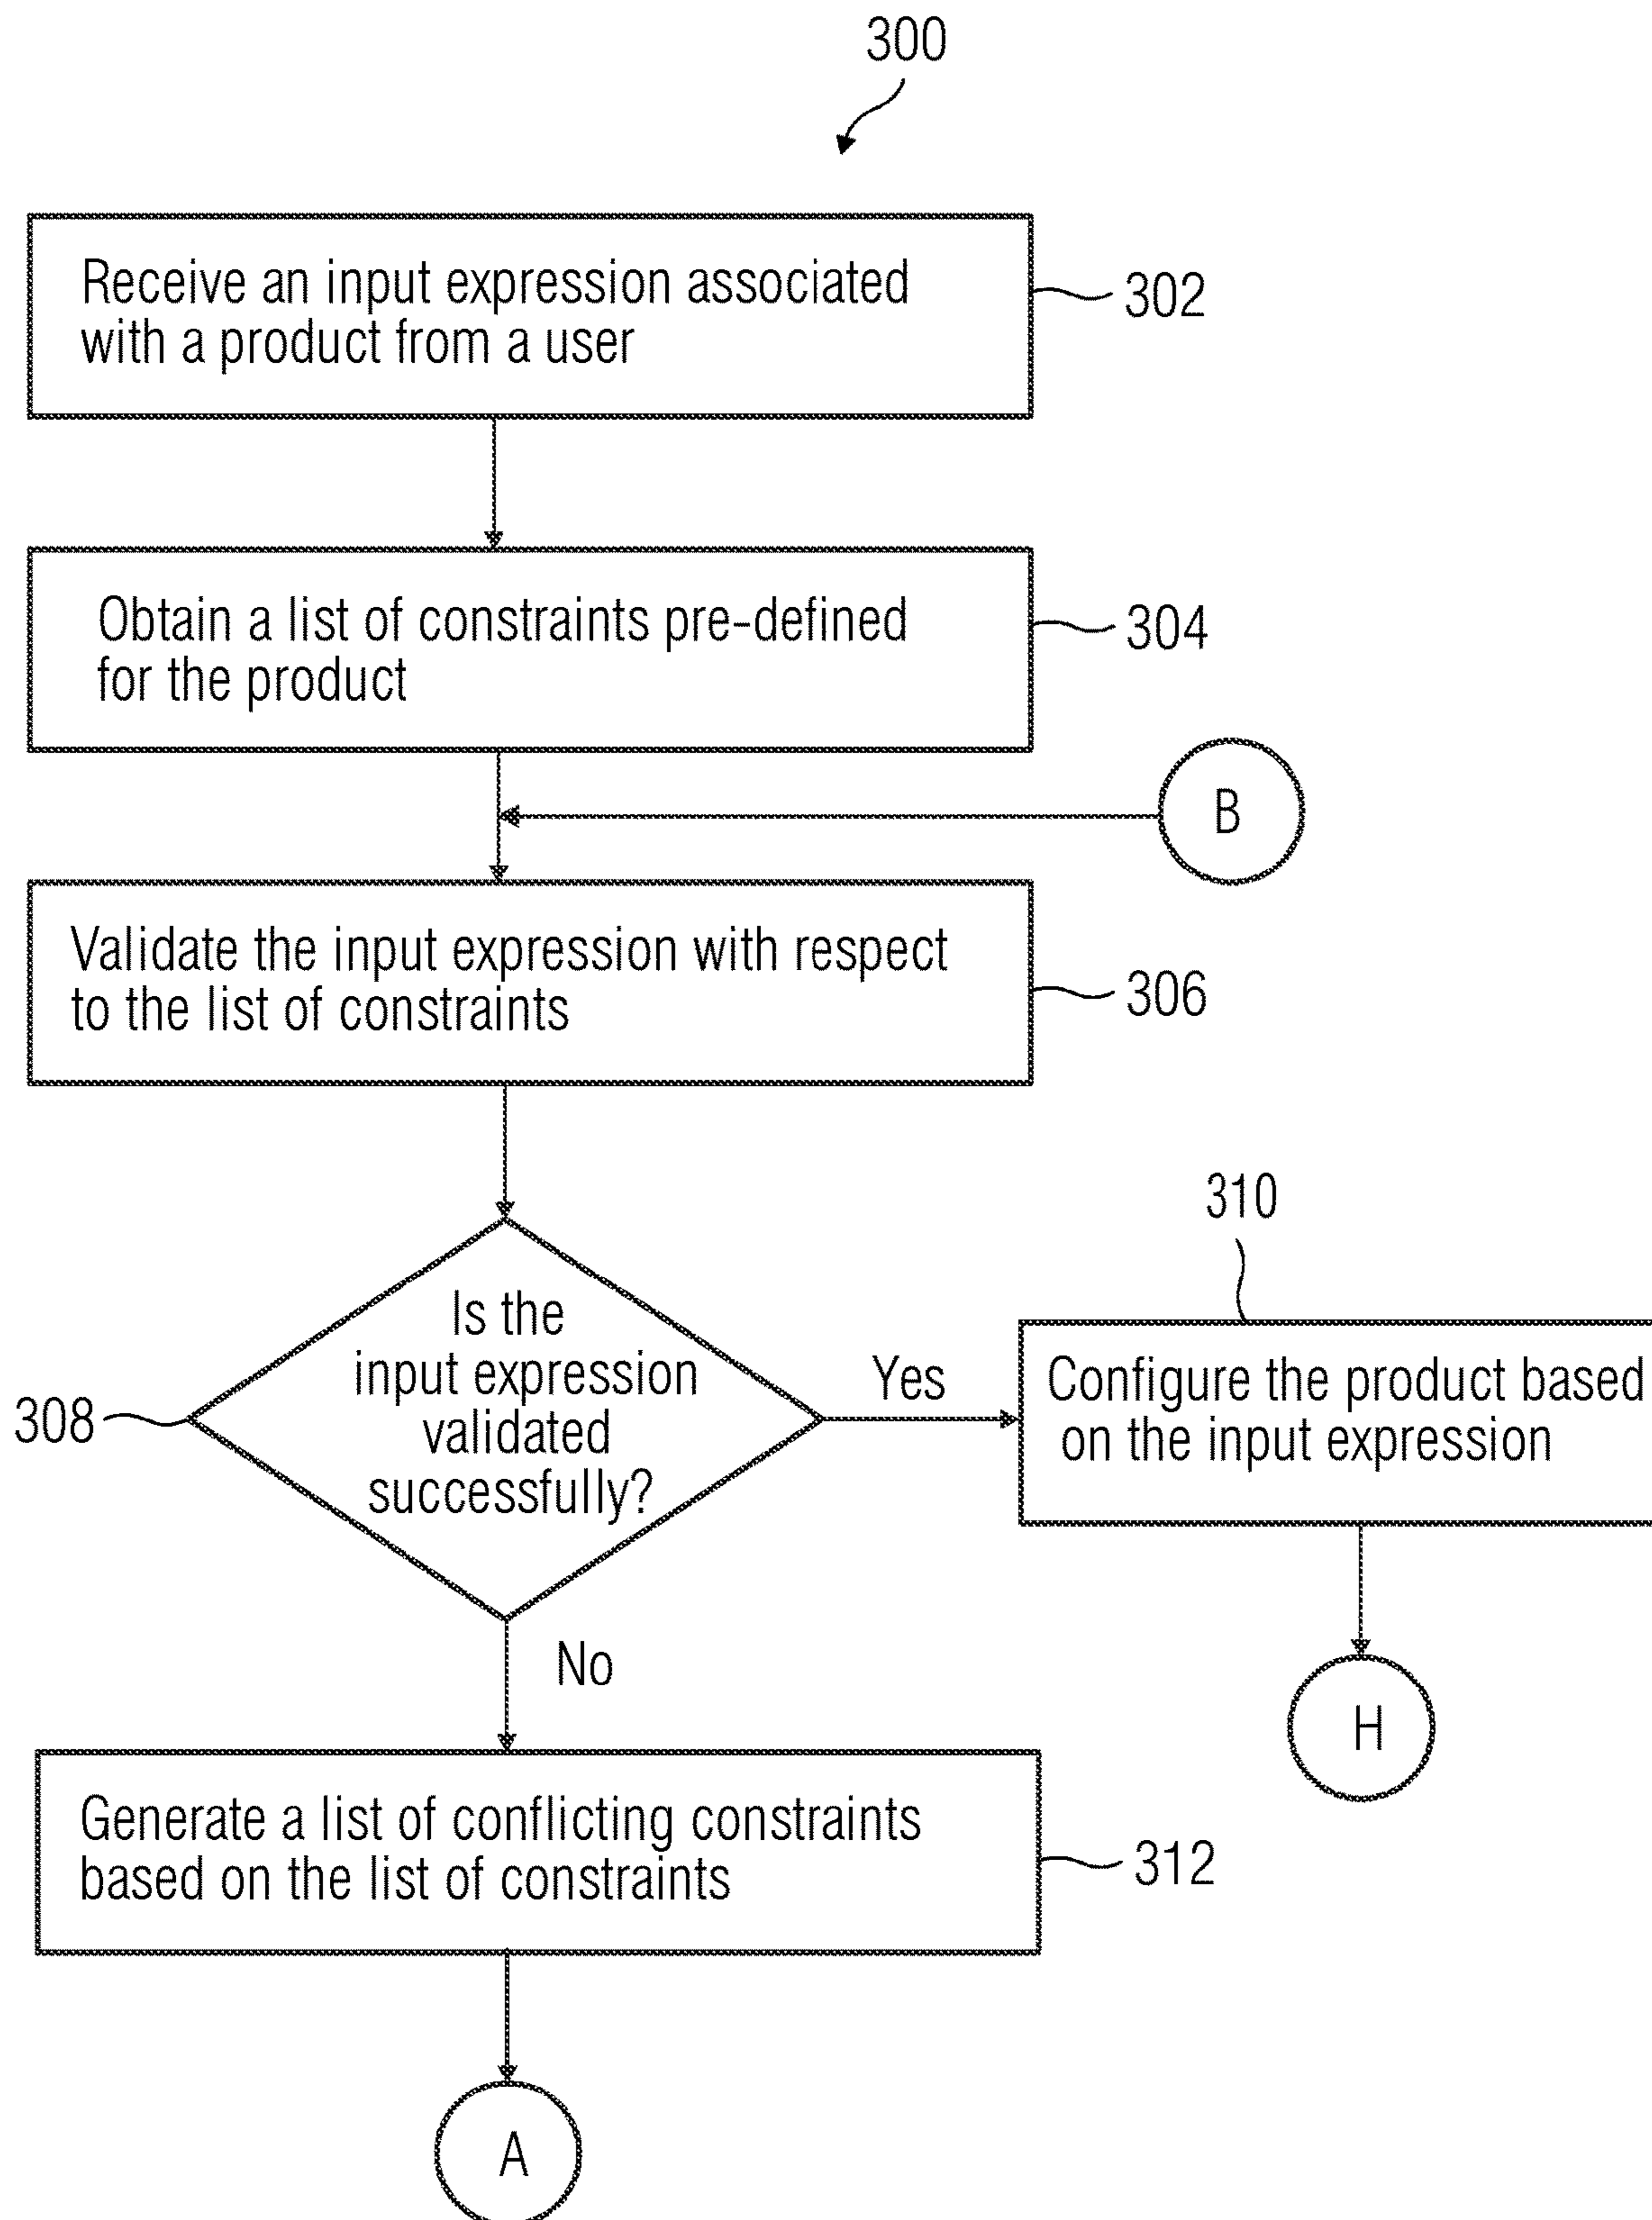 300
Receive an input expression associated
with a product from a user
302
Obtain a list of constraints pre-defined
for the product
304
B
Validate the input expression with respect
to the list of constraints
306
310
Is the
input expression
validated
successfully?
308
Yes
Configure the product based
on the input expression
No
H
Generate a list of conflicting constraints
based on the list of constraints
312
A